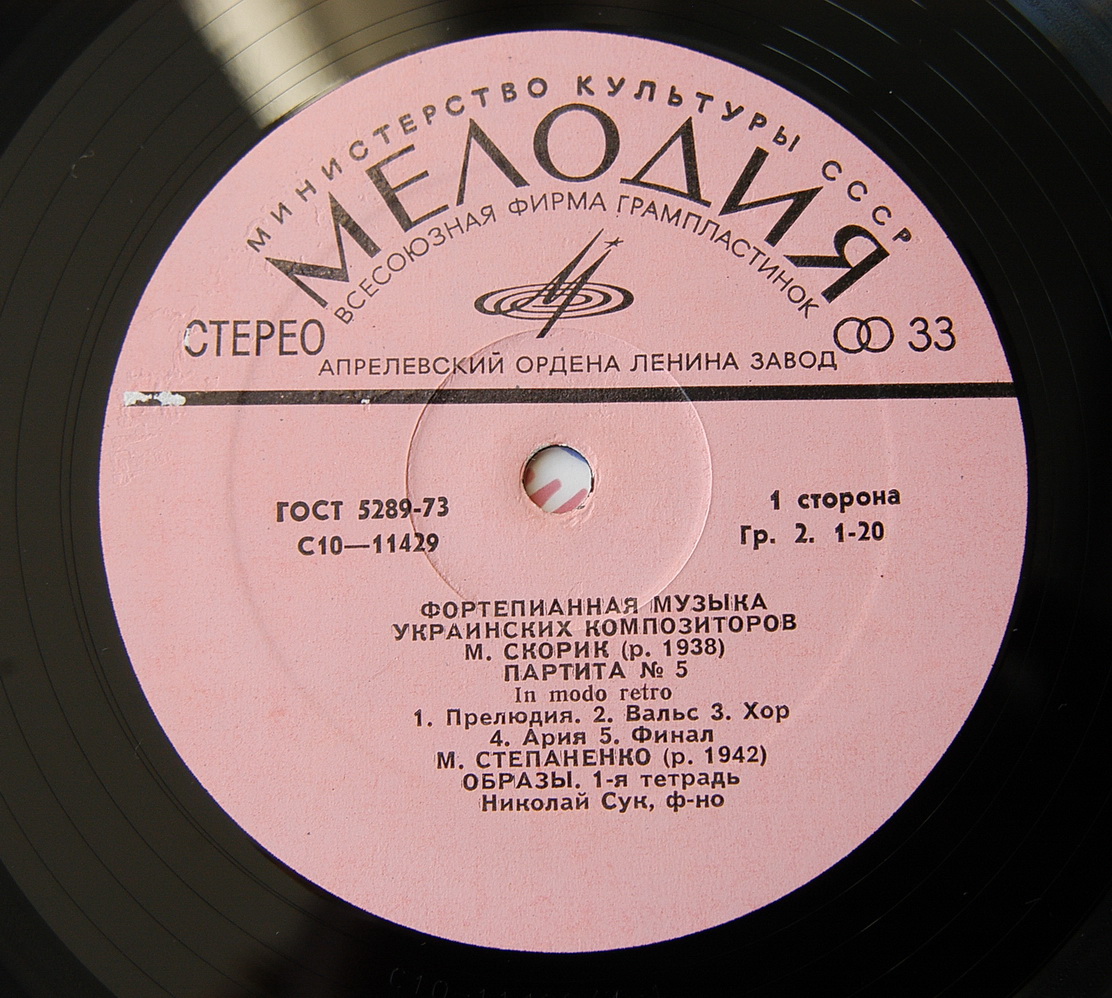 МИНИСТЕРСТВО КУЛЬТУРЫ СССР
МЕЛОДИЯ
ВСЕСОЮЗНАЯ ФИРМА ГРАМПЛАСТИНОК
СТЕРЕО
33
АПРЕЛЕВСКИЙ ОРДЕНА ЛЕНИНА ЗАВОД
ГОСТ 5289-73
1 сторона
С10—11429
Гр. 2. 1-20
ФОРТЕПИАННАЯ МУЗЫКА
УКРАИНСКИХ КОМПОЗИТОРОВ
М. СКОРИК (р. 1938)
ПАРТИТА № 5
In modo retro
1. Прелюдия. 2. Вальс 3. Хор
4. Ария 5. Финал
М. СТЕПАНЕНКО (р. 1942)
ОБРАЗЫ. 1-я тетрадь
Николай Сук, ф-но